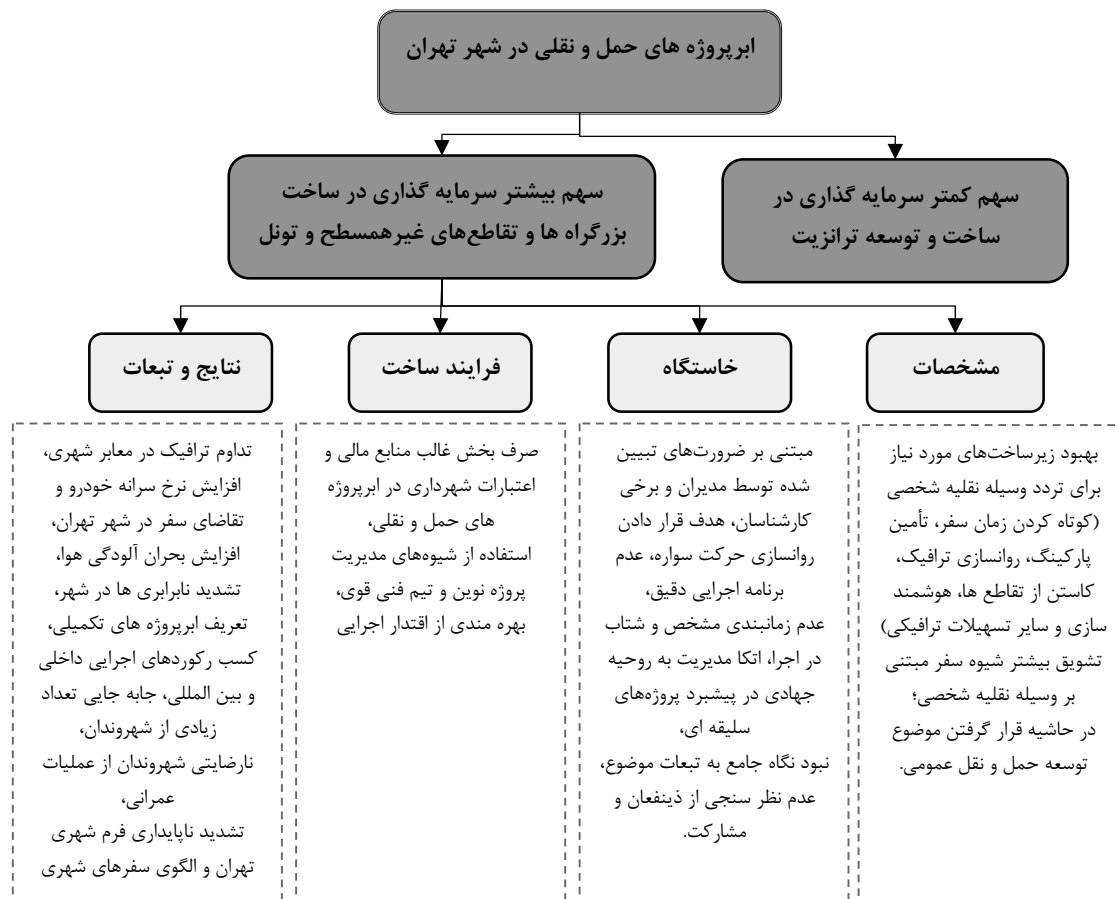 ابرپروژه های حمل و نقلی در شهر تهران
سهم کمتر سرمایه گذاری در
ساخت و توسعه ترانزیت
سهم بیشتر سرمایه گذاری در ساخت
بزرگراه ها و تقاطع‌های غیرهمسطح و تونل
مشخصات
بهبود زیرساخت‌های مورد نیاز
برای تردد وسیله نقلیه شخصی
(کوتاه کردن زمان سفر، تأمین
پارکینگ، روانسازی ترافیک،
کاستن از تقاطع ها، هوشمند
سازی و سایر تسهیلات ترافیکی)
تشویق بیشتر شیوه سفر مبتنی
بر وسیله نقلیه شخصی؛
در حاشیه قرار گرفتن موضوع
توسعه حمل و نقل عمومی.
خاستگاه
مبتنی بر ضرورت‌های تبیین
شده توسط مدیران و برخی
کارشناسان، هدف قرار دادن
روانسازی حرکت سواره، عدم
برنامه اجرایی دقیق،
عدم زمانبندی مشخص و شتاب
در اجرا، اتکا مدیریت به روحیه
جهادی در پیشبرد پروژه‌های
سلیقه ای،
نبود نگاه جامع به تبعات موضوع،
عدم نظر سنجی از ذینفعان و
مشارکت.
فرایند ساخت
صرف بخش غالب منابع مالی و
اعتبارات شهرداری در ابرپروژه
های حمل و نقلی،
استفاده از شیوه‌های مدیریت
پروژه نوین و تیم فنی قوی،
بهره مندی از اقتدار اجرایی
نتایج و تبعات
تداوم ترافیک در معابر شهری،
افزایش نرخ سرانه خودرو و
تقاضای سفر در شهر تهران،
افزایش بحران آلودگی هوا،
تشدید نابرابری ها در شهر،
تعریف ابرپروژه های تکمیلی،
کسب رکوردهای اجرایی داخلی
و بین المللی، جابه جایی تعداد
زیادی از شهروندان،
نارضایتی شهروندان از عملیات
عمرانی،
تشدید ناپایداری فرم شهری
تهران و الگوی سفرهای شهری